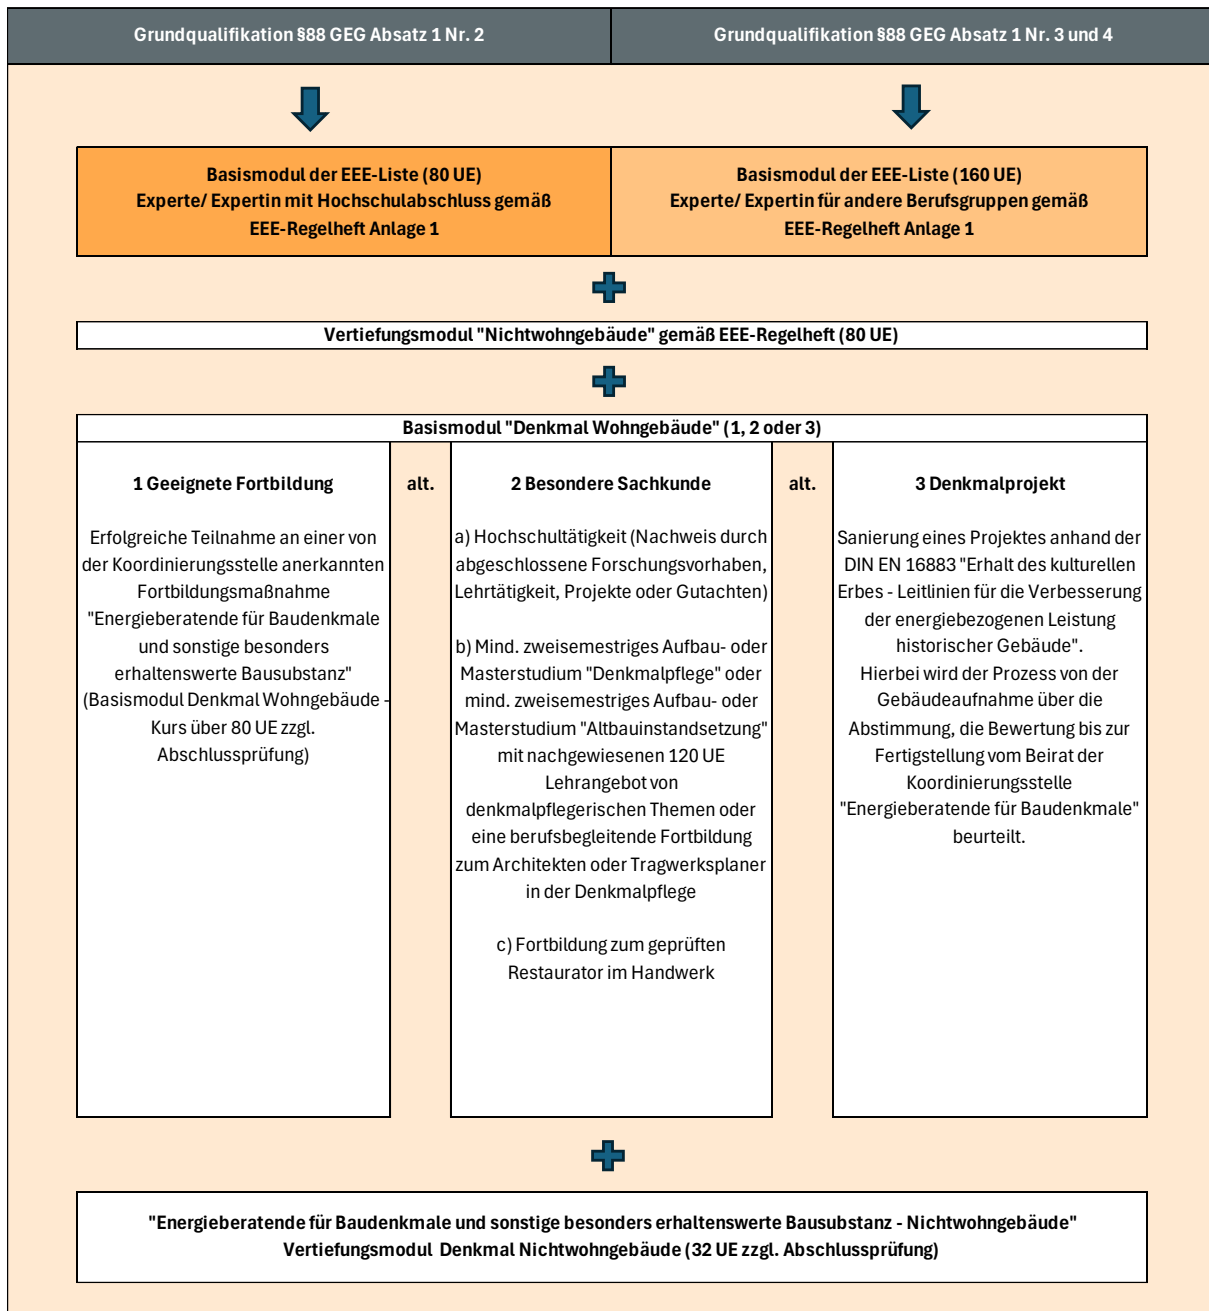 Grundqualifikation §88 GEG Absatz 1 Nr. 2
Grundqualifikation §88 GEG Absatz 1 Nr. 3 und 4
Basismodul der EEE-Liste (80 UE)
Experte/ Expertin mit Hochschulabschluss gemäß
EEE-Regelheft Anlage 1
Basismodul der EEE-Liste (160 UE)
Experte/ Expertin für andere Berufsgruppen gemäß
EEE-Regelheft Anlage 1
Vertiefungsmodul "Nichtwohngebäude" gemäß EEE-Regelheft (80 UE)
Basismodul "Denkmal Wohngebäude" (1, 2 oder 3)
1 Geeignete Fortbildung
Erfolgreiche Teilnahme an einer von
der Koordinierungsstelle anerkannten
Fortbildungsmaßnahme
"Energieberatende für Baudenkmale
und sonstige besonders
erhaltenswerte Bausubstanz"
(Basismodul Denkmal Wohngebäude -
Kurs über 80 UE zzgl.
Abschlussprüfung)
alt.
2 Besondere Sachkunde
a) Hochschultätigkeit (Nachweis durch
abgeschlossene Forschungsvorhaben,
Lehrtätigkeit, Projekte oder Gutachten)
b) Mind. zweisemestriges Aufbau- oder
Masterstudium "Denkmalpflege" oder
mind. zweisemestriges Aufbau- oder
Masterstudium "Altbauinstandsetzung"
mit nachgewiesenen 120 UE
Lehrangebot von
denkmalpflegerischen Themen oder
eine berufsbegleitende Fortbildung
zum Architekten oder Tragwerksplaner
in der Denkmalpflege
c) Fortbildung zum geprüften
Restaurator im Handwerk
alt.
3 Denkmalprojekt
Sanierung eines Projektes anhand der
DIN EN 16883 "Erhalt des kulturellen
Erbes - Leitlinien für die Verbesserung
der energiebezogenen Leistung
historischer Gebäude".
Hierbei wird der Prozess von der
Gebäudeaufnahme über die
Abstimmung, die Bewertung bis zur
Fertigstellung vom Beirat der
Koordinierungsstelle
"Energieberatende für Baudenkmale"
beurteilt.
"Energieberatende für Baudenkmale und sonstige besonders erhaltenswerte Bausubstanz - Nichtwohngebäude"
Vertiefungsmodul Denkmal Nichtwohngebäude (32 UE zzgl. Abschlussprüfung)